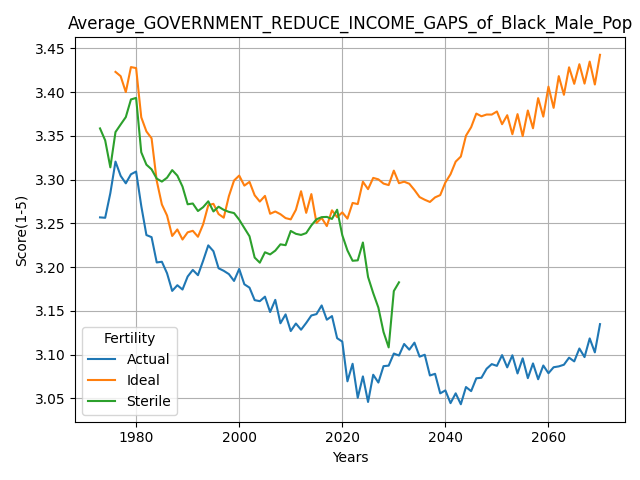 Average_GOVERNMENT_REDUCE_INCOME_GAPS_of_Black_Male_Pop
3.45
3.40
3.35
3.30
3.25
3.20
3.15
3.10
3.05
Score(1-5)
Fertility
Actual
Ideal
Sterile
1980
2000
2020
2040
2060
Years